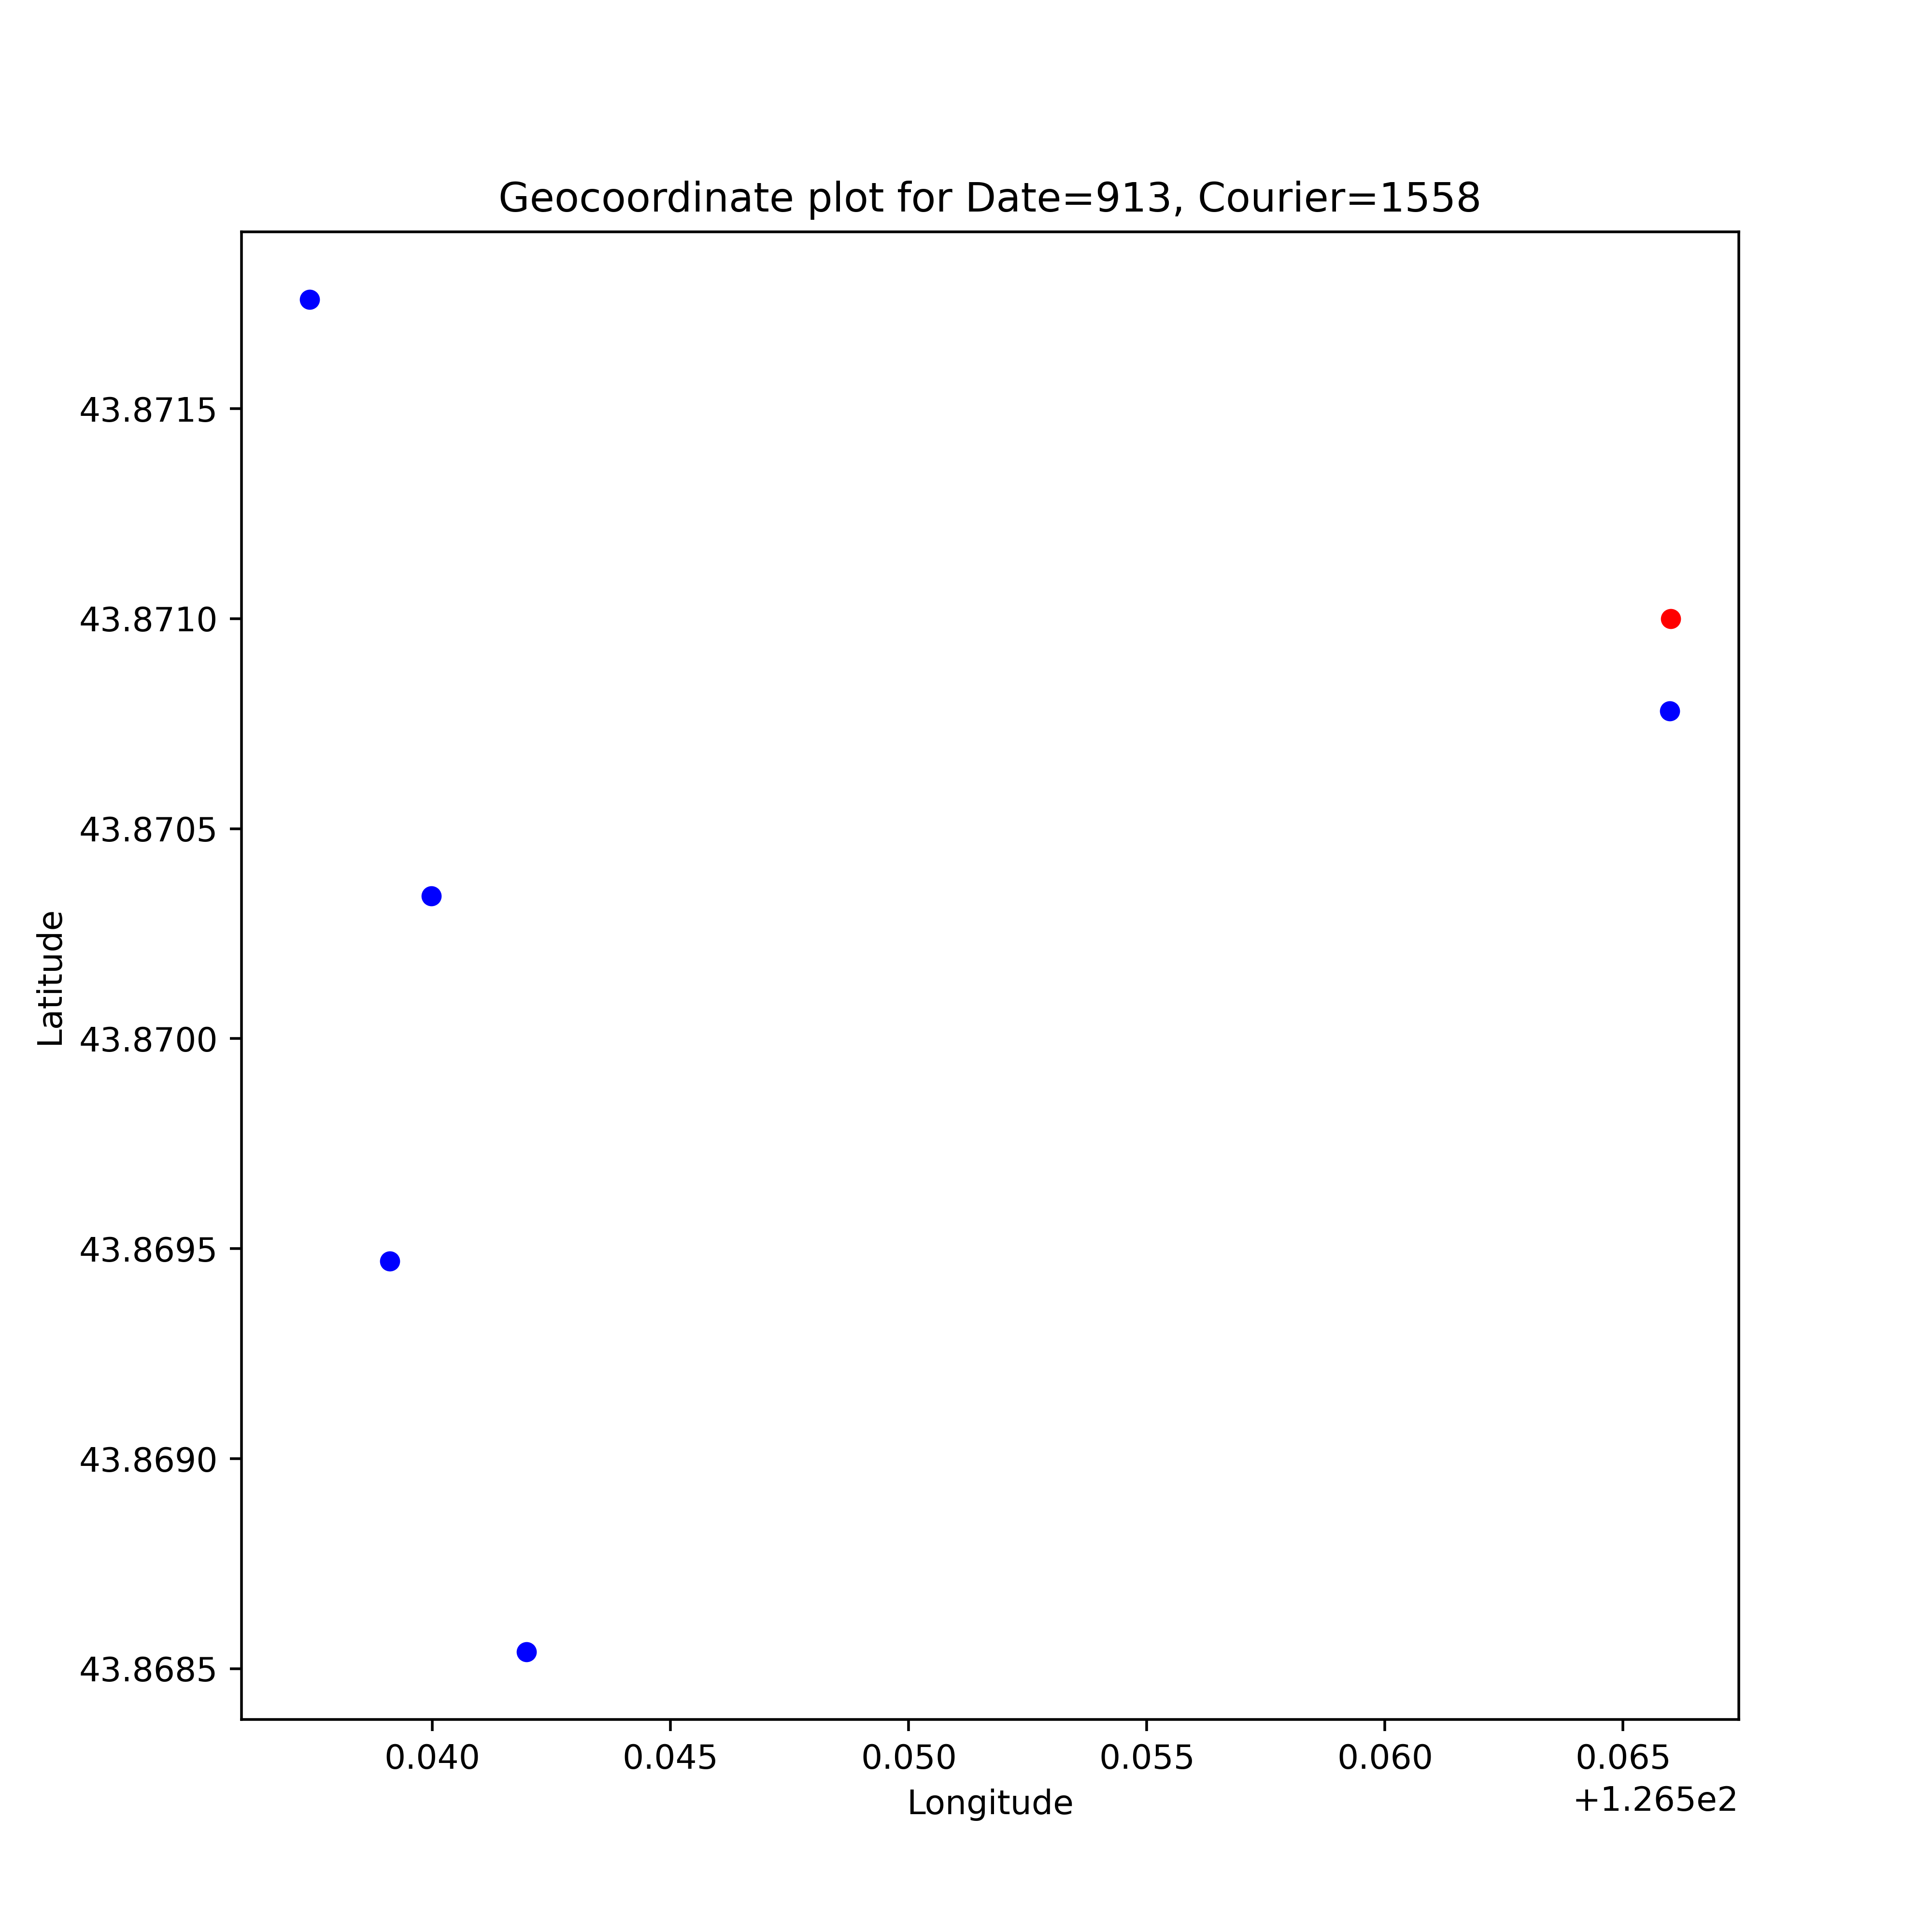 Geocoordinate plot for Date=913, Courier=1558
43.8715
43.8710
43.8705
43.8700
43.8695
43.8690
43.8685
Latitude
0.040 0.045 0.050 0.055 0.060 0.065
+1.265e2
Longitude